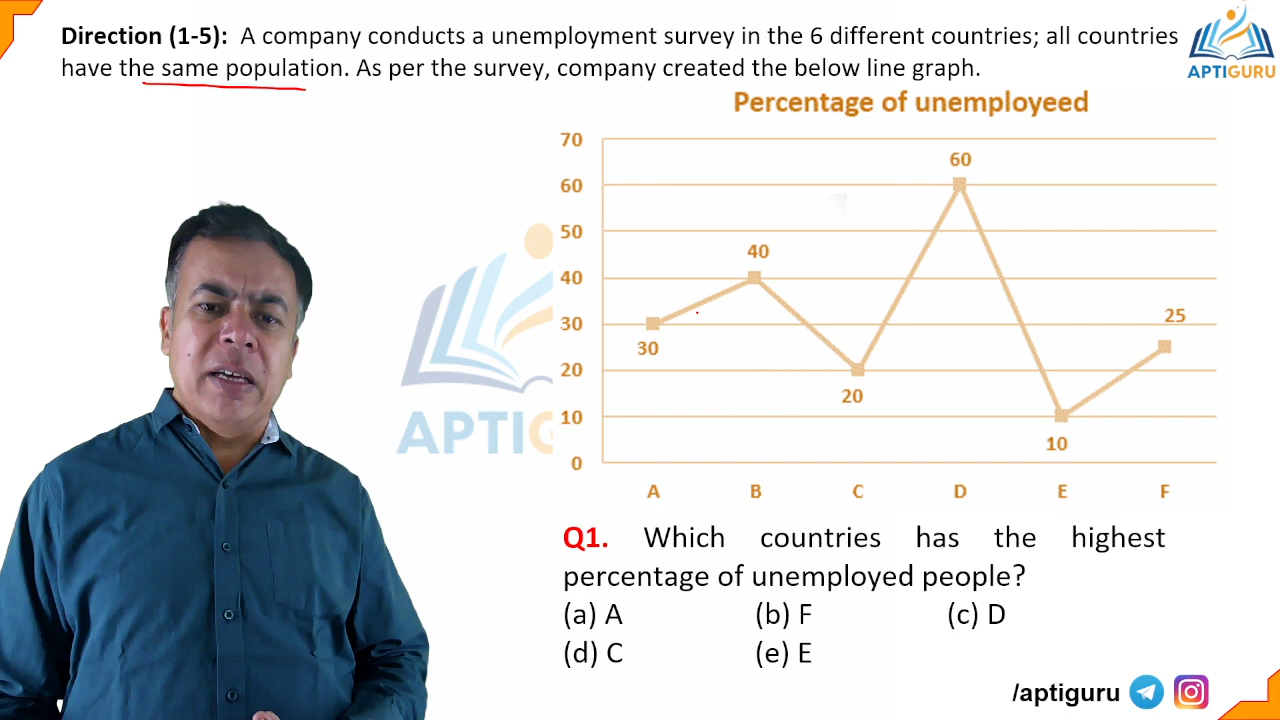 Direction (1-5): A company conducts a unemployment survey in the 6 different countries; all countries
have the same population. As per the survey, company created the below line graph.
APTIGURU
Percentage of unemployeed
70
60
50
40
30
20
10
0
30
40
20
60
10
25
A B C D E F
APTIG
Q1. Which countries has the highest
percentage of unemployed people?
(a) A (b) F (c) D
(d) C (e) E
/aptiguru